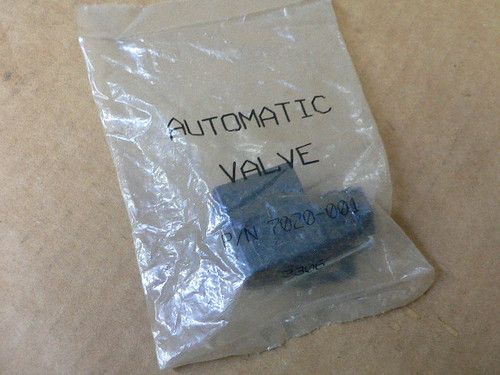 AUTOMATIC
VALVE
P/N 7020-001